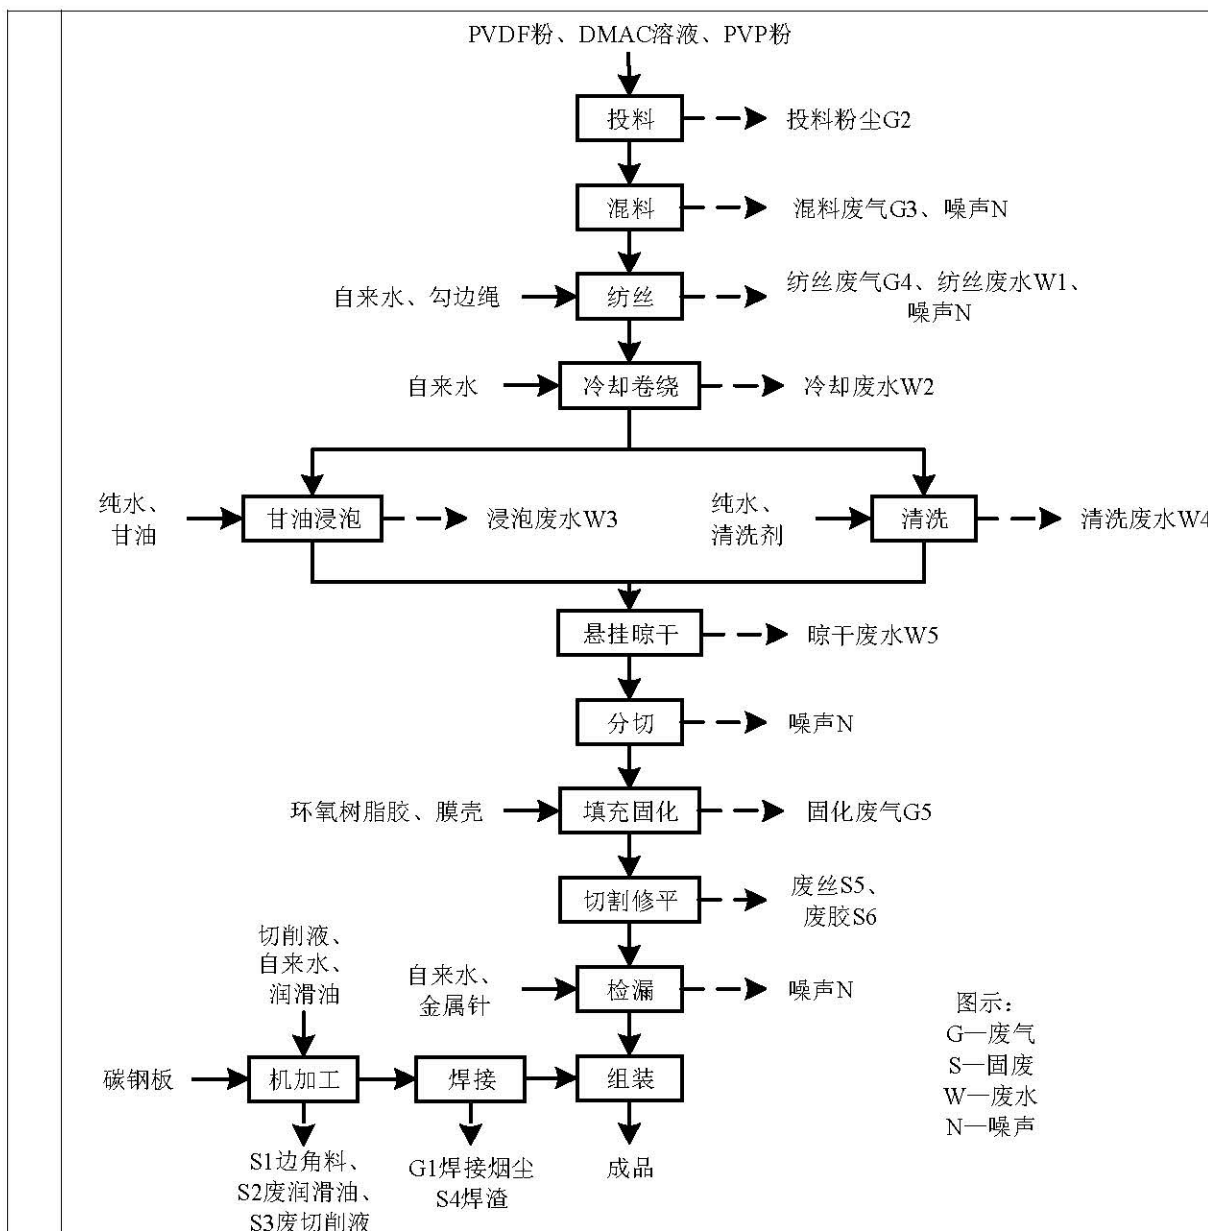 PVDF粉、DMAC溶液、PVP粉
投料
投料粉尘G2
混料
混料废气G3、噪声N
自来水、勾边绳
纺丝
纺丝废气G4、纺丝废水W1、
噪声N
自来水
冷却卷绕
冷却废水W2
纯水、
甘油
甘油浸泡
浸泡废水W3
纯水、
清洗剂
清洗
清洗废水W4
悬挂晾干
晾干废水W5
分切
噪声N
环氧树脂胶、膜壳
填充固化
固化废气G5
切割修平
废丝S5、
废胶S6
切削液、
自来水、
润滑油
自来水、
金属针
检漏
噪声N
碳钢板
机加工
焊接
组装
S1边角料、
S2废润滑油、
S3废切削液
G1焊接烟尘
S4焊渣
成品
图示：
G—废气
S—固废
W—废水
N—噪声